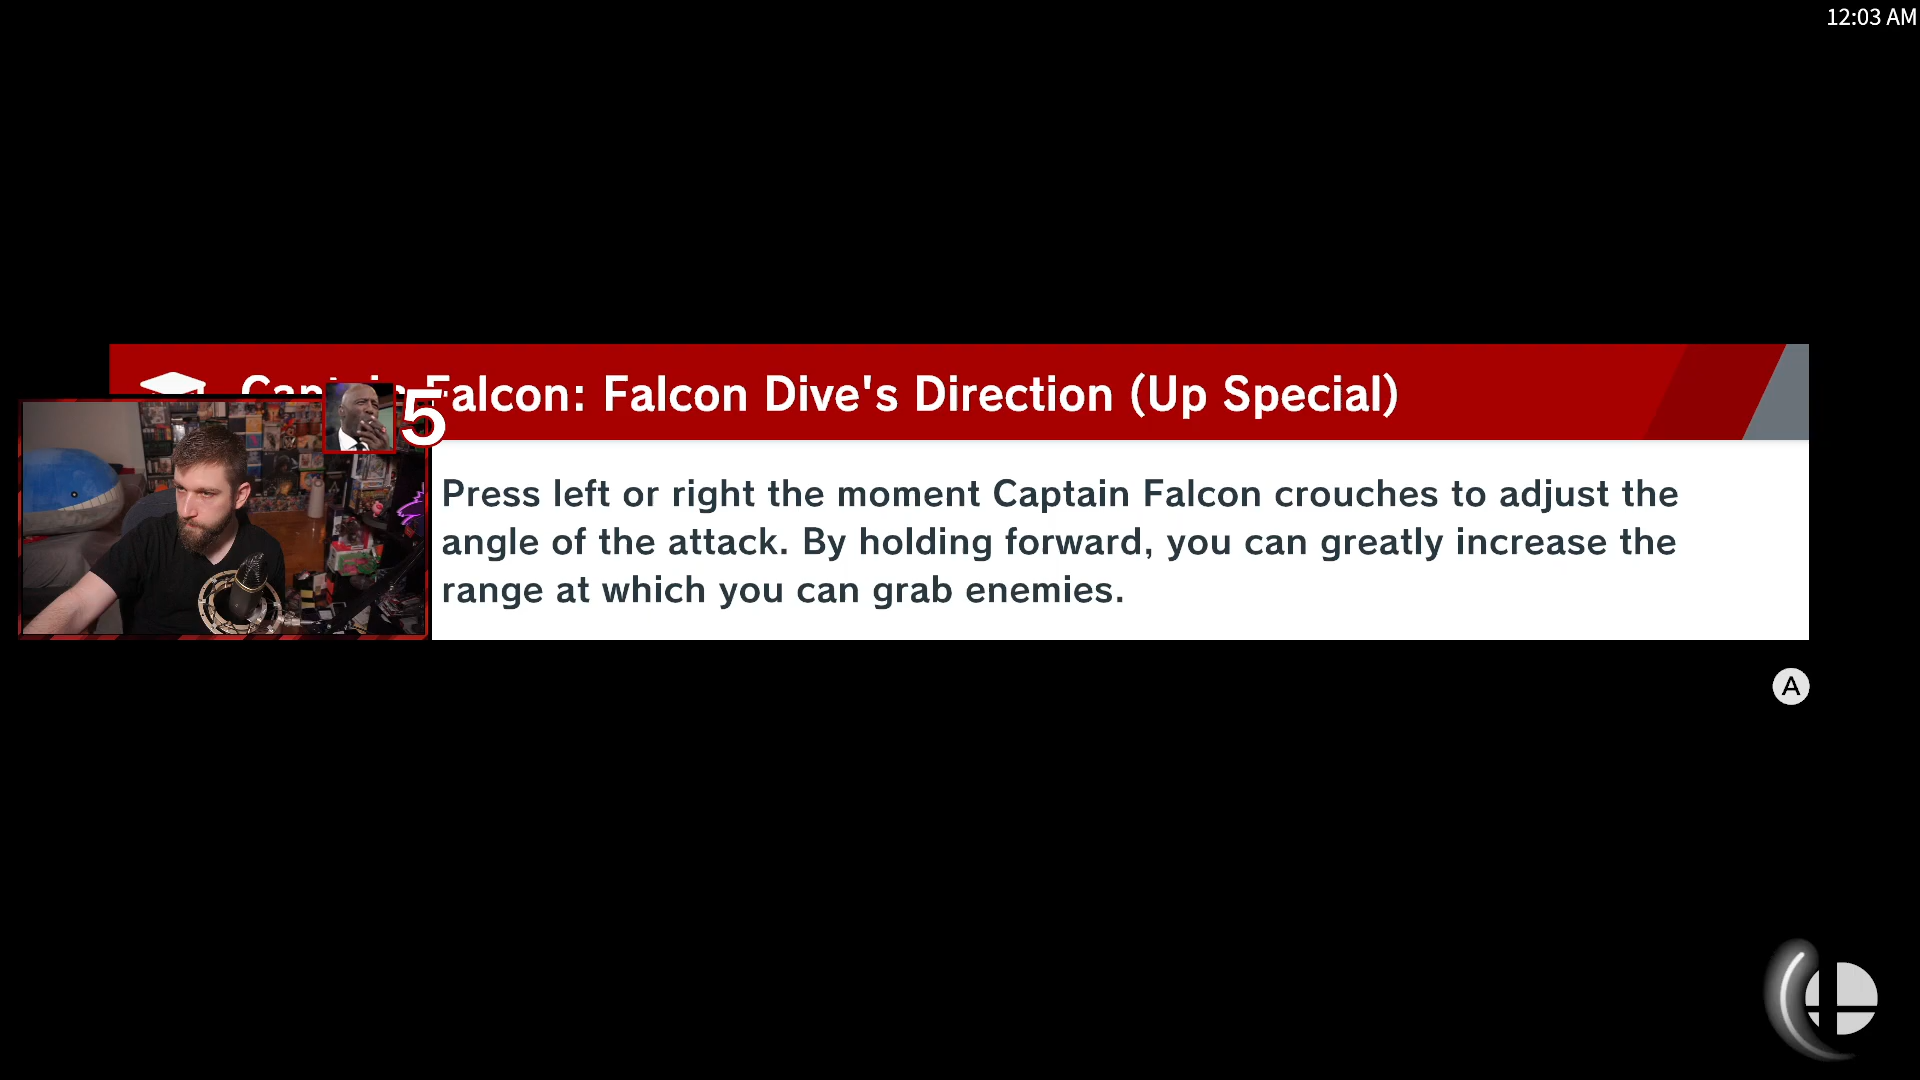 12:03 AM
Captain Falcon: Falcon Dive's Direction (Up Special)
5
Press left or right the moment Captain Falcon crouches to adjust the
angle of the attack. By holding forward, you can greatly increase the
range at which you can grab enemies.
A